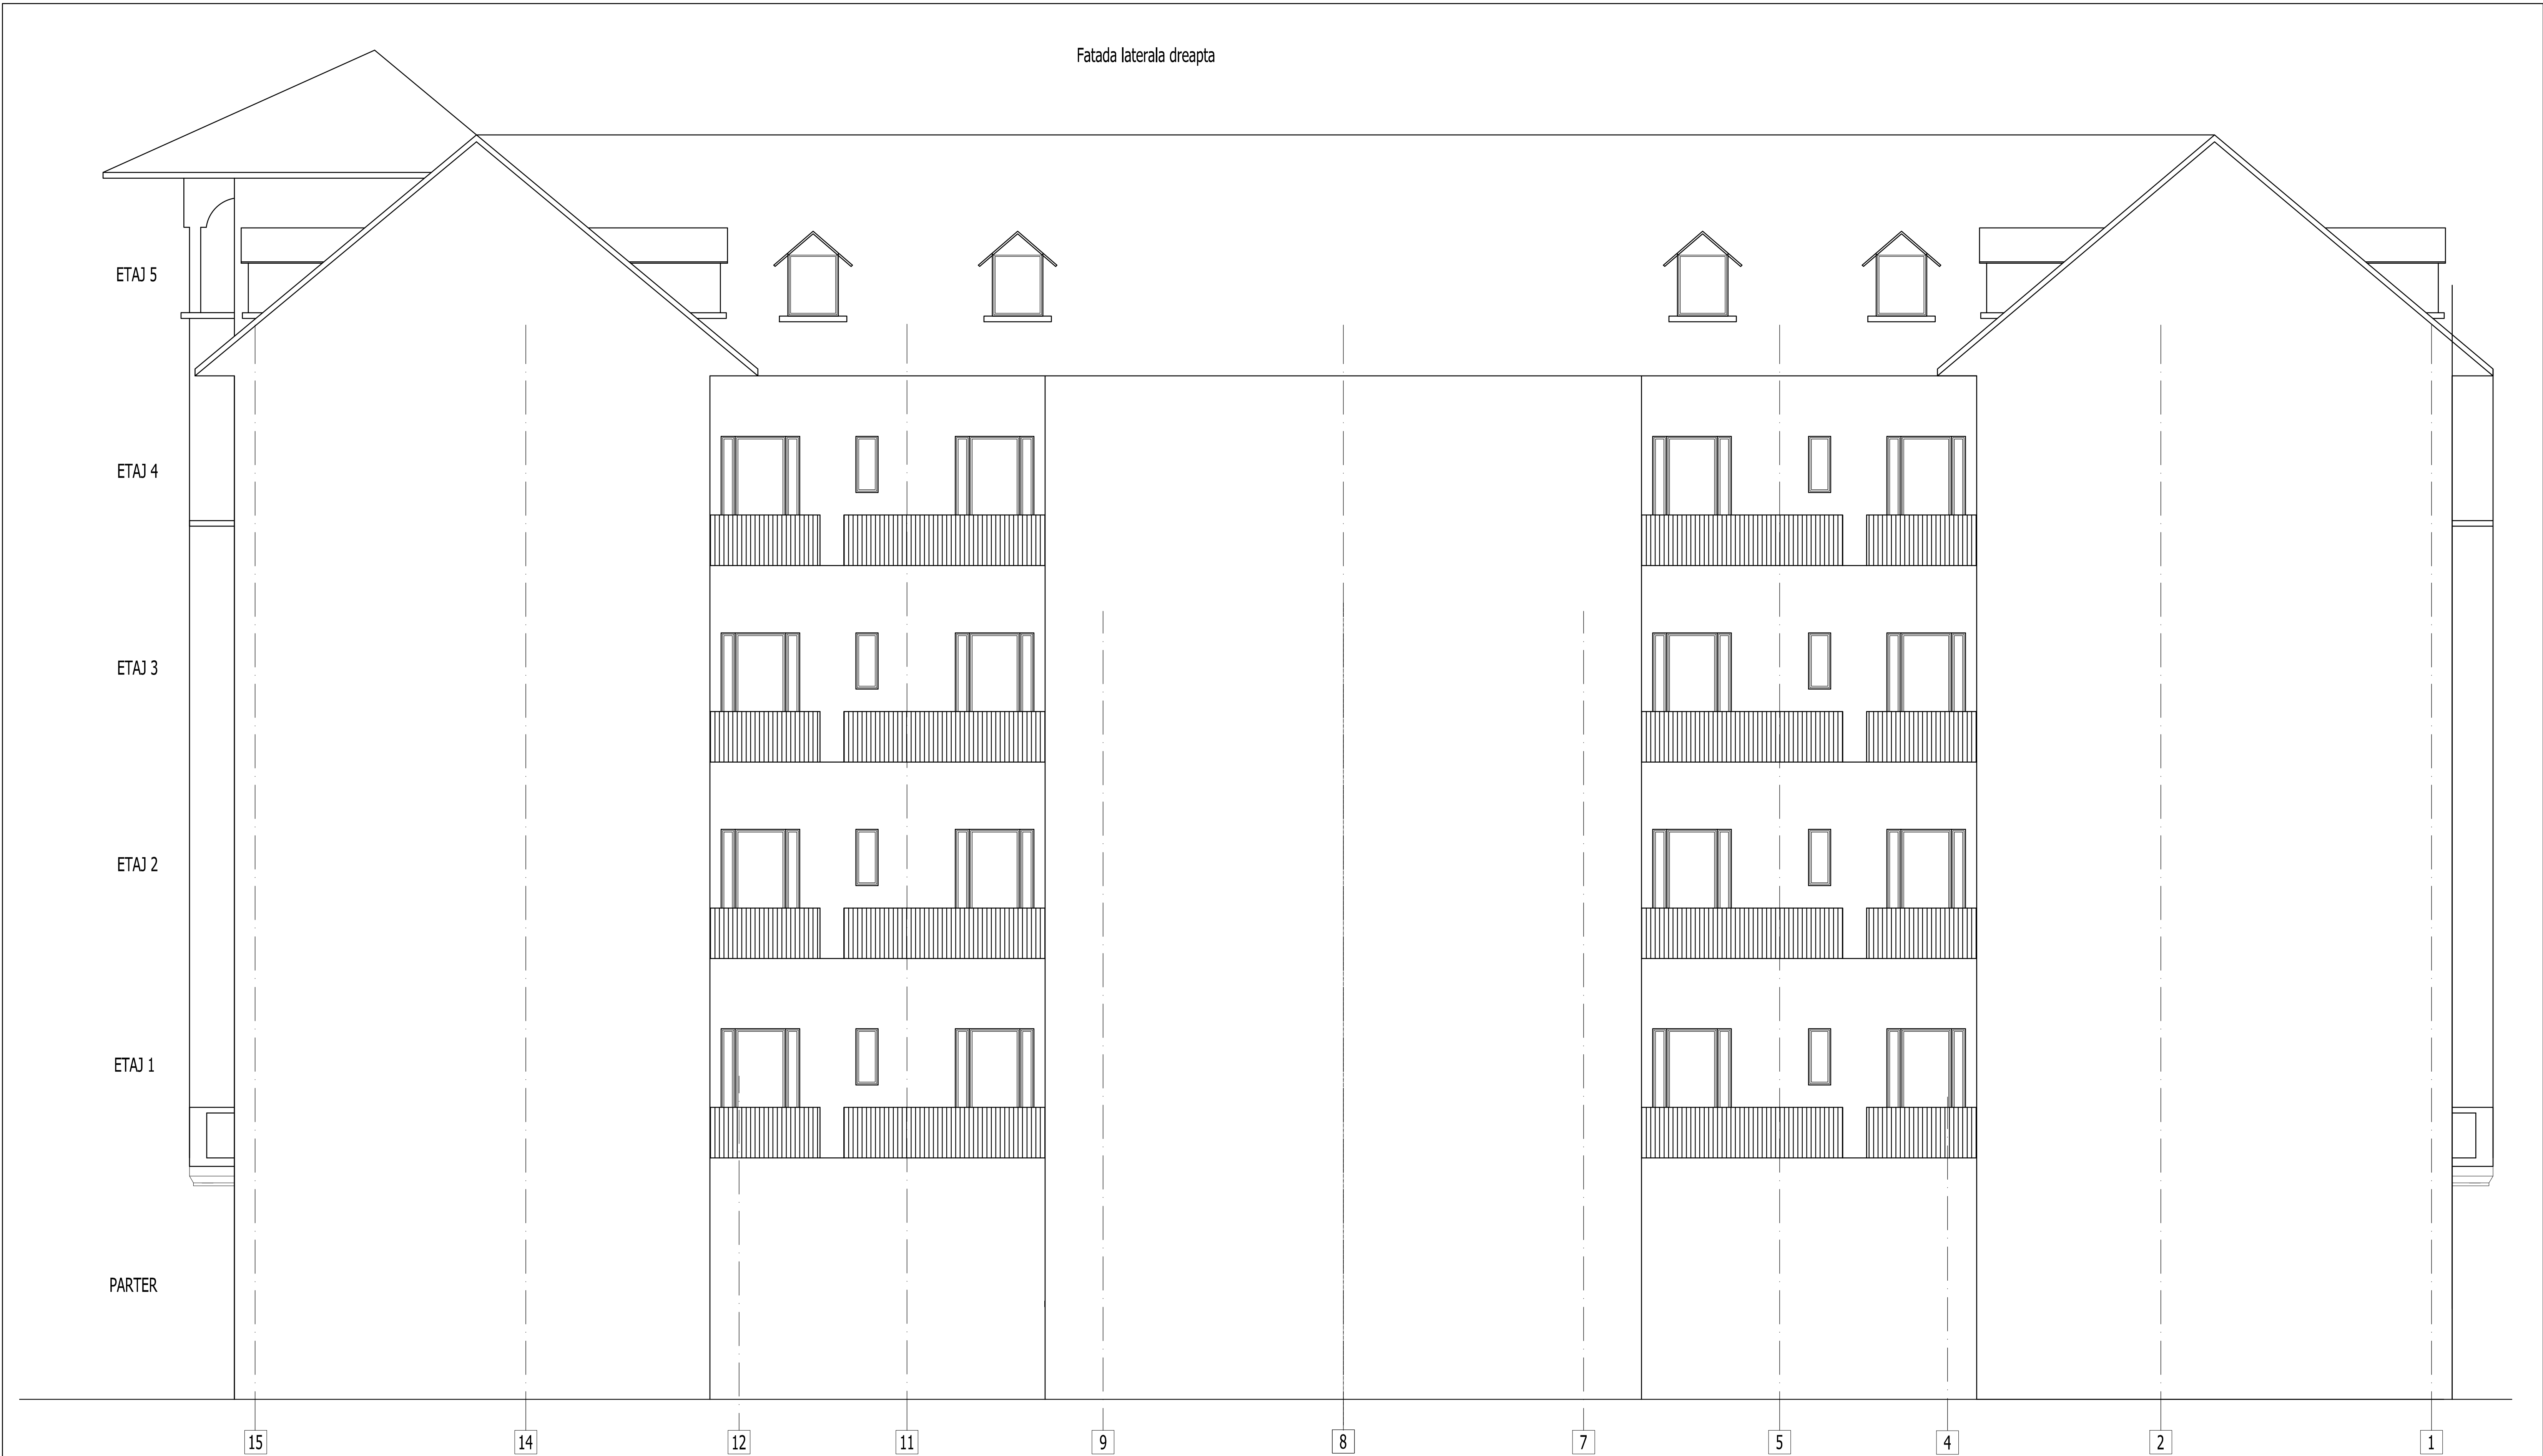 Fatada laterala dreapta
ETAJ 5
ETAJ 4
ETAJ 3
ETAJ 2
ETAJ 1
PARTER
15 14 12 11 9 8 7 5 4 2 1